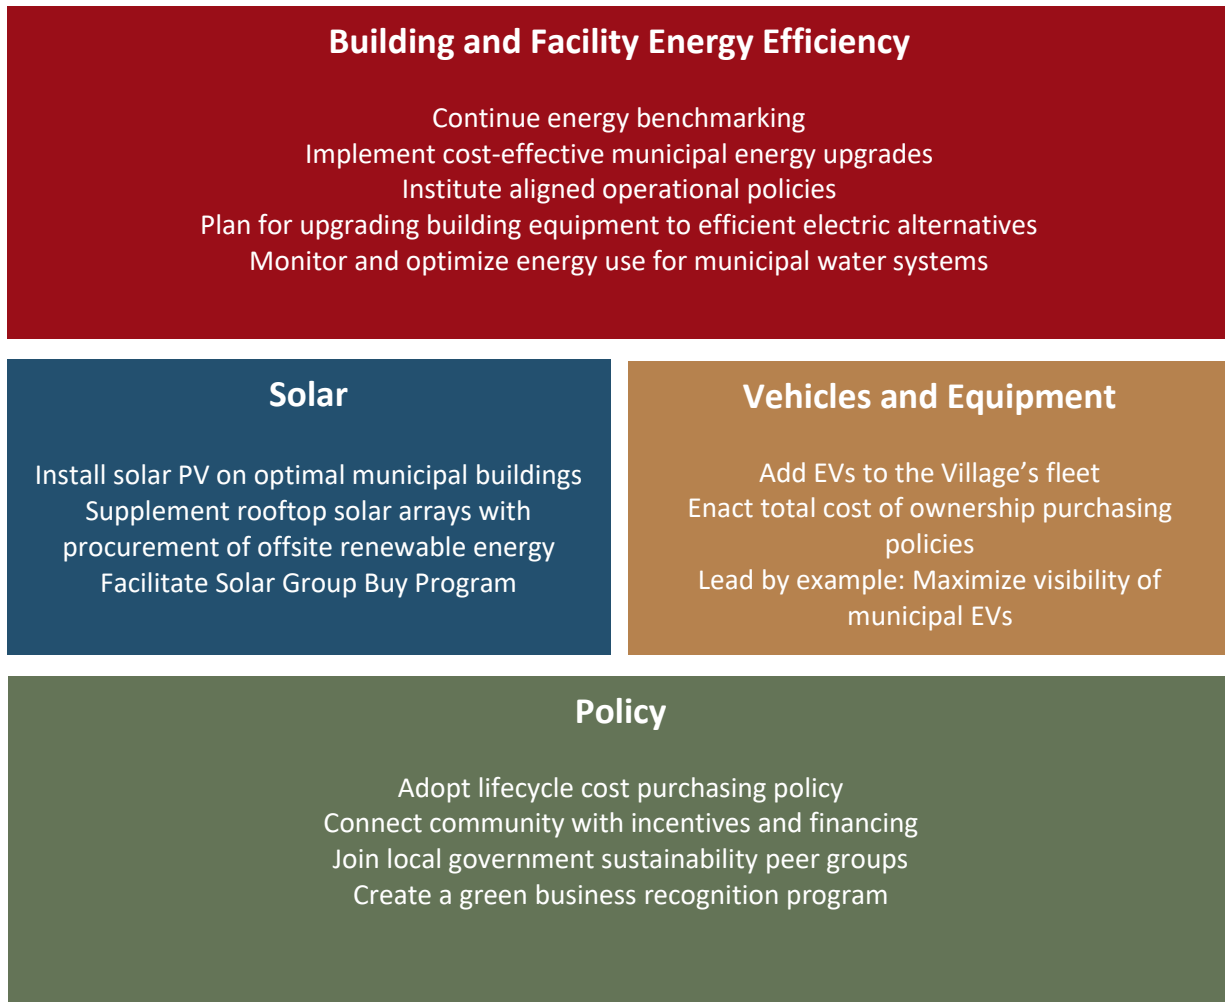 Building and Facility Energy Efficiency
Continue energy benchmarking
Implement cost-effective municipal energy upgrades
Institute aligned operational policies
Plan for upgrading building equipment to efficient electric alternatives
Monitor and optimize energy use for municipal water systems
Solar
Install solar PV on optimal municipal buildings
Supplement rooftop solar arrays with
procurement of offsite renewable energy
Facilitate Solar Group Buy Program
Vehicles and Equipment
Add EVs to the Village’s fleet
Enact total cost of ownership purchasing
policies
Lead by example: Maximize visibility of
municipal EVs
Policy
Adopt lifecycle cost purchasing policy
Connect community with incentives and financing
Join local government sustainability peer groups
Create a green business recognition program